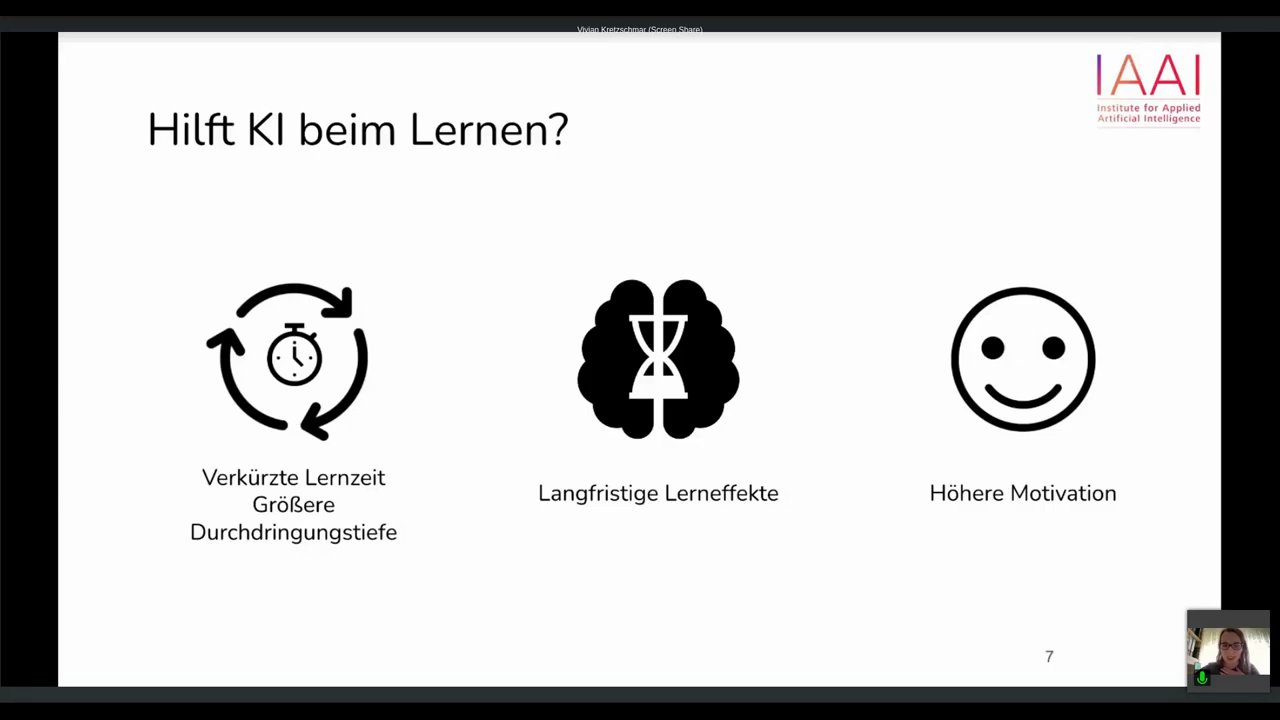 Vivian Kretzschmar (Screen Share)
IAAI
Institute for Applied
Artificial Intelligence
Hilft KI beim Lernen?
Verkürzte Lernzeit
Größere
Durchdringungstiefe
Langfristige Lerneffekte
Höhere Motivation
7